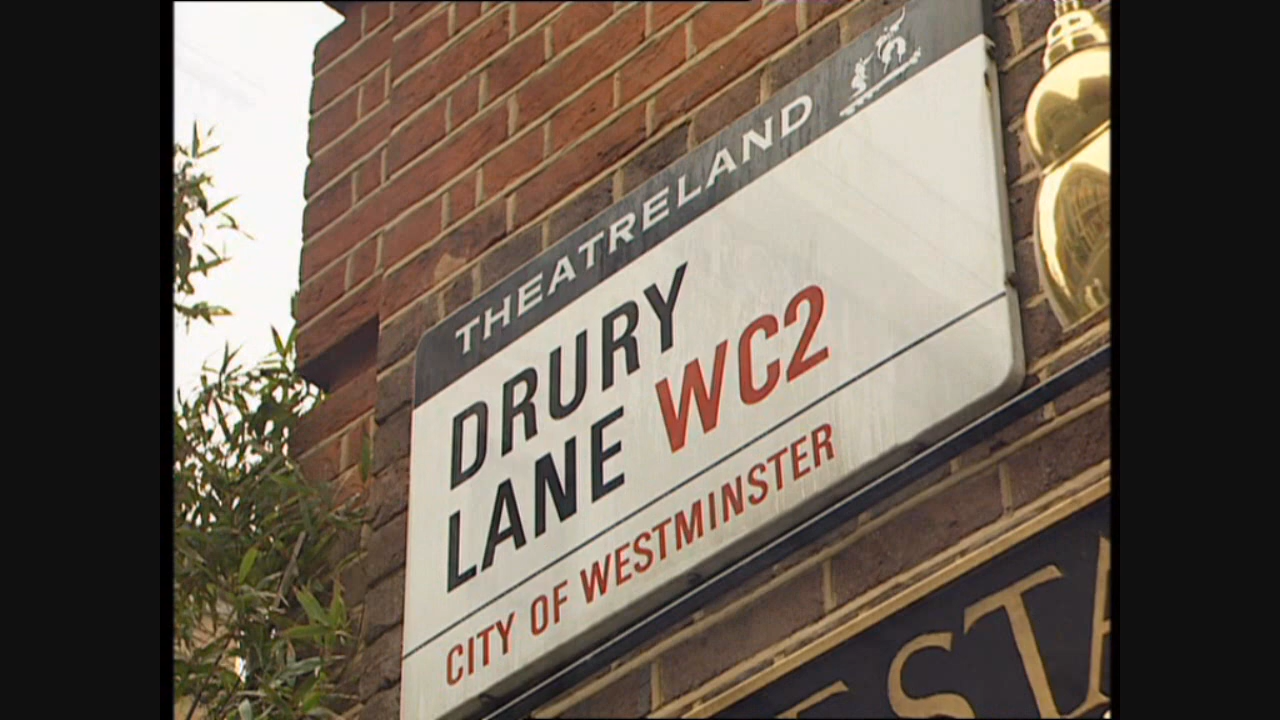 THEATRELAND
DRURY
LANE WC2
CITY OF WESTMINSTER